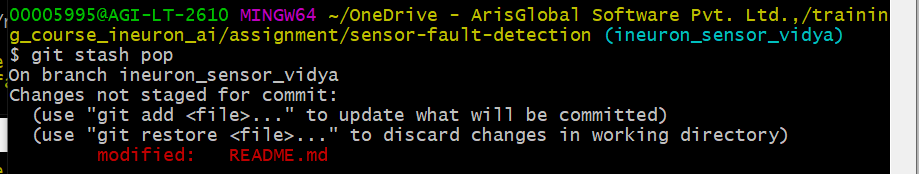 00005995@AGI-LT-2610 MINGW64 ~/OneDrive - ArisGlobal Software Pvt. Ltd.,/trainin
g_course_ineuron_ai/assignment/sensor-fault-detection (ineuron_sensor_vidya)
$ git stash pop
On branch ineuron_sensor_vidya
Changes not staged for commit:
  (use "git add <file>..." to update what will be committed)
  (use "git restore <file>..." to discard changes in working directory)
        modified:   README.md